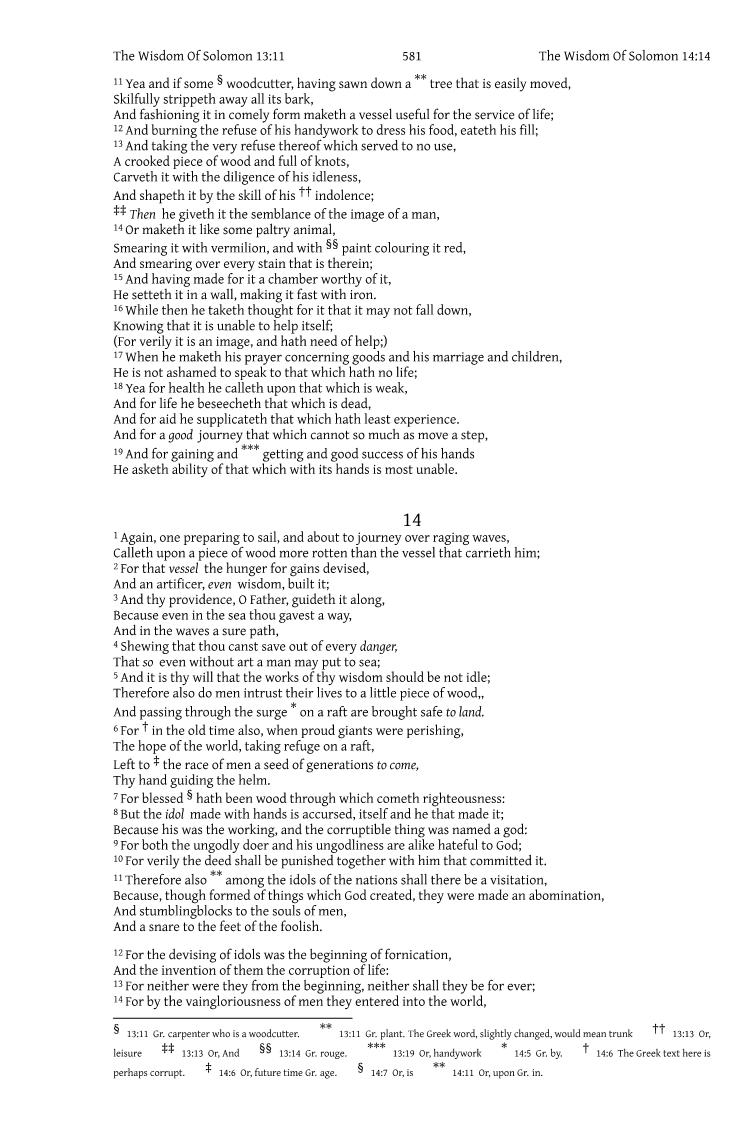 The Wisdom Of Solomon 13:11 581 The Wisdom Of Solomon 14:14
11 Yea and if some § woodcutter, having sawn down a ** tree that is easily moved,
Skilfully strippeth away all its bark,
And fashioning it in comely form maketh a vessel useful for the service of life;
12 And burning the refuse of his handywork to dress his food, eateth his fill;
13 And taking the very refuse thereof which served to no use,
A crooked piece of wood and full of knots,
Carveth it with the diligence of his idleness,
And shapeth it by the skill of his †† indolence;
‡‡ Then he giveth it the semblance of the image of a man,
14 Or maketh it like some paltry animal,
Smearing it with vermilion, and with §§ paint colouring it red,
And smearing over every stain that is therein;
15 And having made for it a chamber worthy of it,
He setteth it in a wall, making it fast with iron.
16 While then he taketh thought for it that it may not fall down,
Knowing that it is unable to help itself;
(For verily it is an image, and hath need of help;)
17 When he maketh his prayer concerning goods and his marriage and children,
He is not ashamed to speak to that which hath no life;
18 Yea for health he calleth upon that which is weak,
And for life he beseecheth that which is dead,
And for aid he supplicateth that which hath least experience.
And for a good journey that which cannot so much as move a step,
19 And for gaining and *** getting and good success of his hands
He asketh ability of that which with its hands is most unable.
14
1 Again, one preparing to sail, and about to journey over raging waves,
Calleth upon a piece of wood more rotten than the vessel that carrieth him;
2 For that vessel the hunger for gains devised,
And an artificer, even wisdom, built it;
3 And thy providence, O Father, guideth it along,
Because even in the sea thou gavest a way,
And in the waves a sure path,
4 Shewing that thou canst save out of every danger,
That so even without art a man may put to sea;
5 And it is thy will that the works of thy wisdom should be not idle;
Therefore also do men intrust their lives to a little piece of wood,,
And passing through the surge * on a raft are brought safe to land.
6 For † in the old time also, when proud giants were perishing,
The hope of the world, taking refuge on a raft,
Left to ‡ the race of men a seed of generations to come,
Thy hand guiding the helm.
7 For blessed § hath been wood through which cometh righteousness:
8 But the idol made with hands is accursed, itself and he that made it;
Because his was the working, and the corruptible thing was named a god:
9 For both the ungodly doer and his ungodliness are alike hateful to God;
10 For verily the deed shall be punished together with him that committed it.
11 Therefore also ** among the idols of the nations shall there be a visitation,
Because, though formed of things which God created, they were made an abomination,
And stumblingblocks to the souls of men,
And a snare to the feet of the foolish.
12 For the devising of idols was the beginning of fornication,
And the invention of them the corruption of life:
13 For neither were they from the beginning, neither shall they be for ever;
14 For by the vaingloriousness of men they entered into the world,
§ 13:11 Gr. carpenter who is a woodcutter. ** 13:11 Gr. plant. The Greek word, slightly changed, would mean trunk †† 13:13 Or,
leisure ‡‡ 13:13 Or, And §§ 13:14 Gr. rouge. *** 13:19 Or, handywork * 14:5 Gr. by. † 14:6 The Greek text here is
perhaps corrupt. ‡ 14:6 Or, future time Gr. age. § 14:7 Or, is ** 14:11 Or, upon Gr. in.